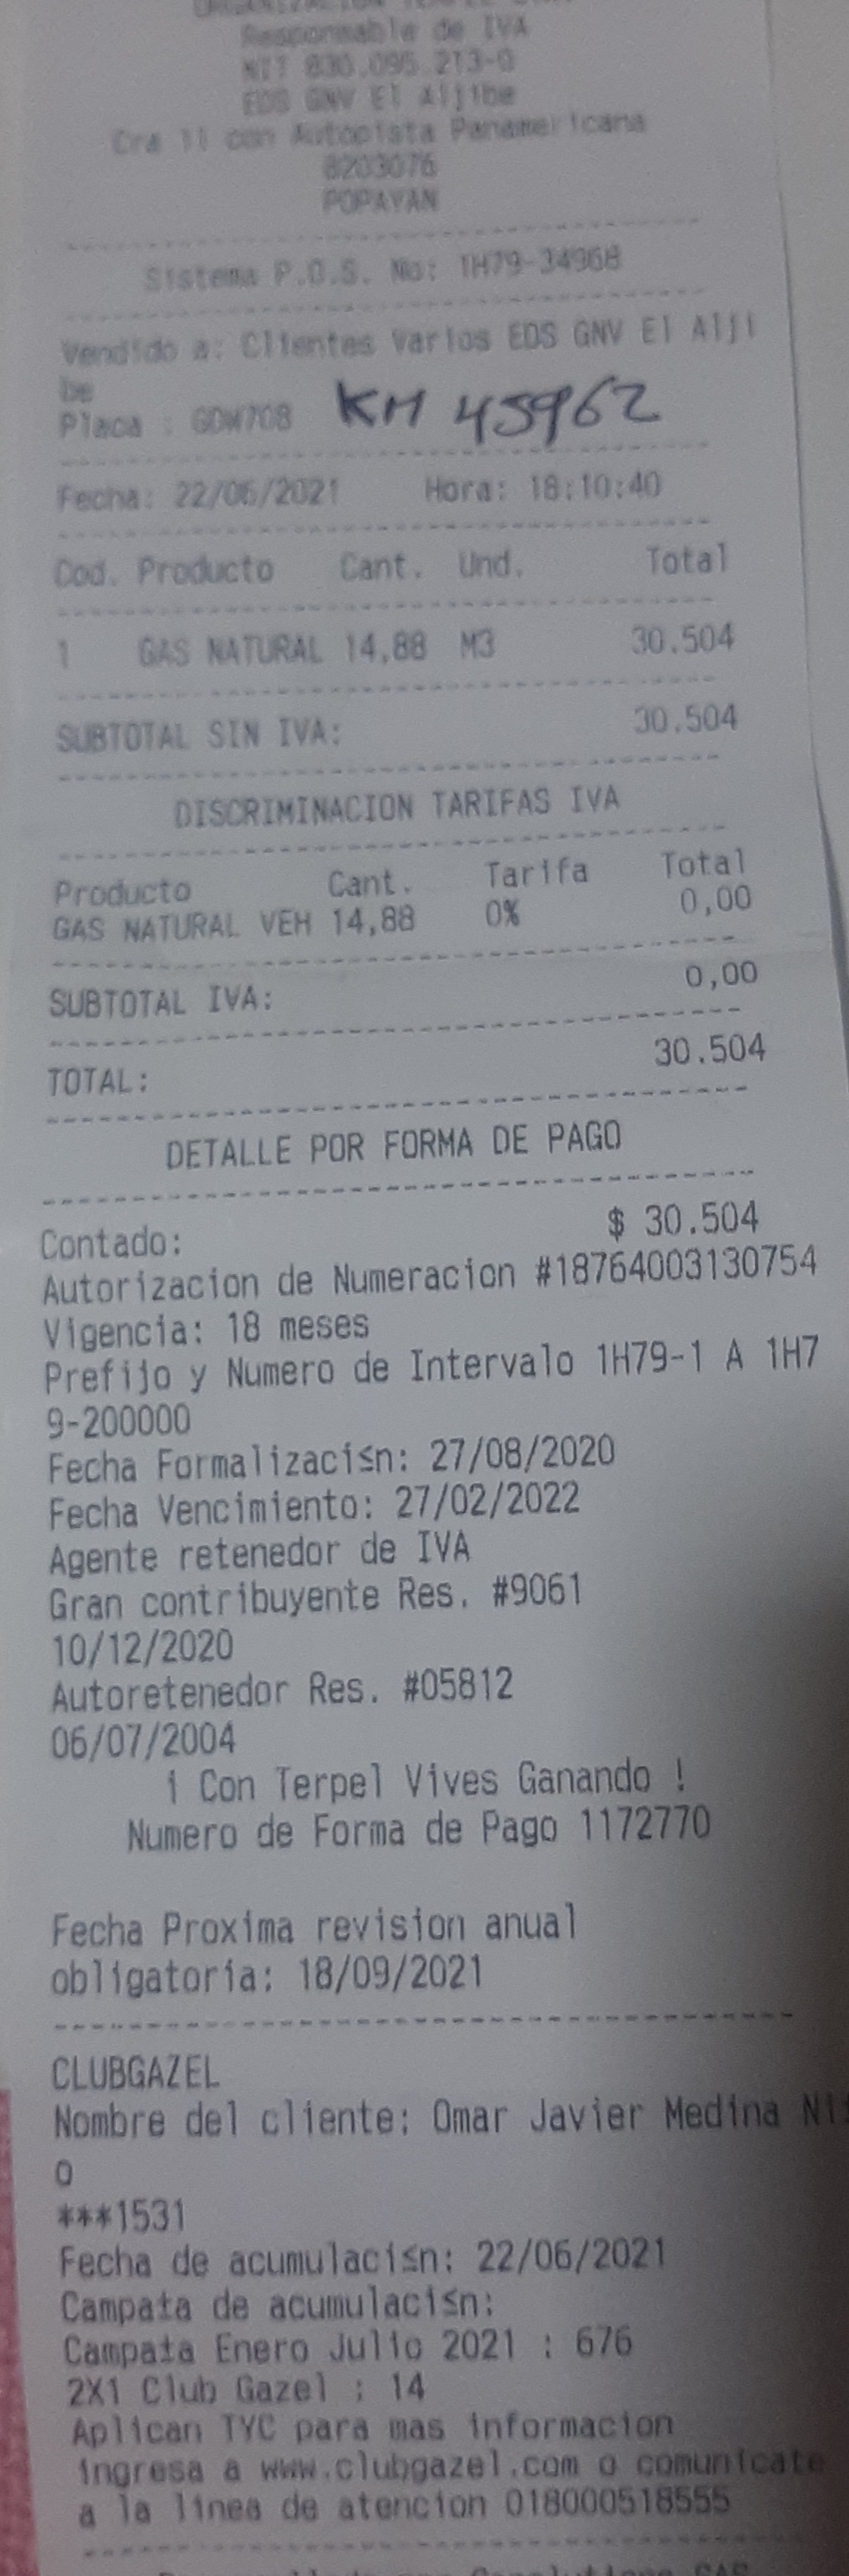 Responsable de IVA
NIT 830.095.213-0
EDS GNV El Aljibe
Cra 11 con Autopista Panamericana
8203076
POPAYAN
Sistema P.O.S. No: 1H79-34968
Vendido a: Clientes Varios EDS GNV El Alji
be
Placa : GDW708 KM 45962
Fecha: 22/06/2021 Hora: 18:10:40
Cod. Producto Cant. Und. Total
1 GAS NATURAL 14,88 M3 30.504
SUBTOTAL SIN IVA: 30.504
DISCRIMINACION TARIFAS IVA
Producto Cant. Tarifa Total
GAS NATURAL VEH 14,88 0% 0,00
SUBTOTAL IVA: 0,00
TOTAL: 30.504
DETALLE POR FORMA DE PAGO
Contado: $ 30.504
Autorizacion de Numeracion #18764003130754
Vigencia: 18 meses
Prefijo y Numero de Intervalo 1H79-1 A 1H7
9-200000
Fecha Formalizaci≤n: 27/08/2020
Fecha Vencimiento: 27/02/2022
Agente retenedor de IVA
Gran contribuyente Res. #9061
10/12/2020
Autoretenedor Res. #05812
06/07/2004
¡ Con Terpel Vives Ganando !
Numero de Forma de Pago 1172770
Fecha Proxima revision anual
obligatoria: 18/09/2021
CLUBGAZEL
Nombre del cliente: Omar Javier Medina Ni±
o
***1531
Fecha de acumulaci≤n: 22/06/2021
Campa±a de acumulaci≤n:
Campa±a Enero Julio 2021 : 676
2X1 Club Gazel : 14
Aplican TYC para mas informacion
ingresa a www.clubgazel.com o comunicate
a la linea de atencion 018000518555